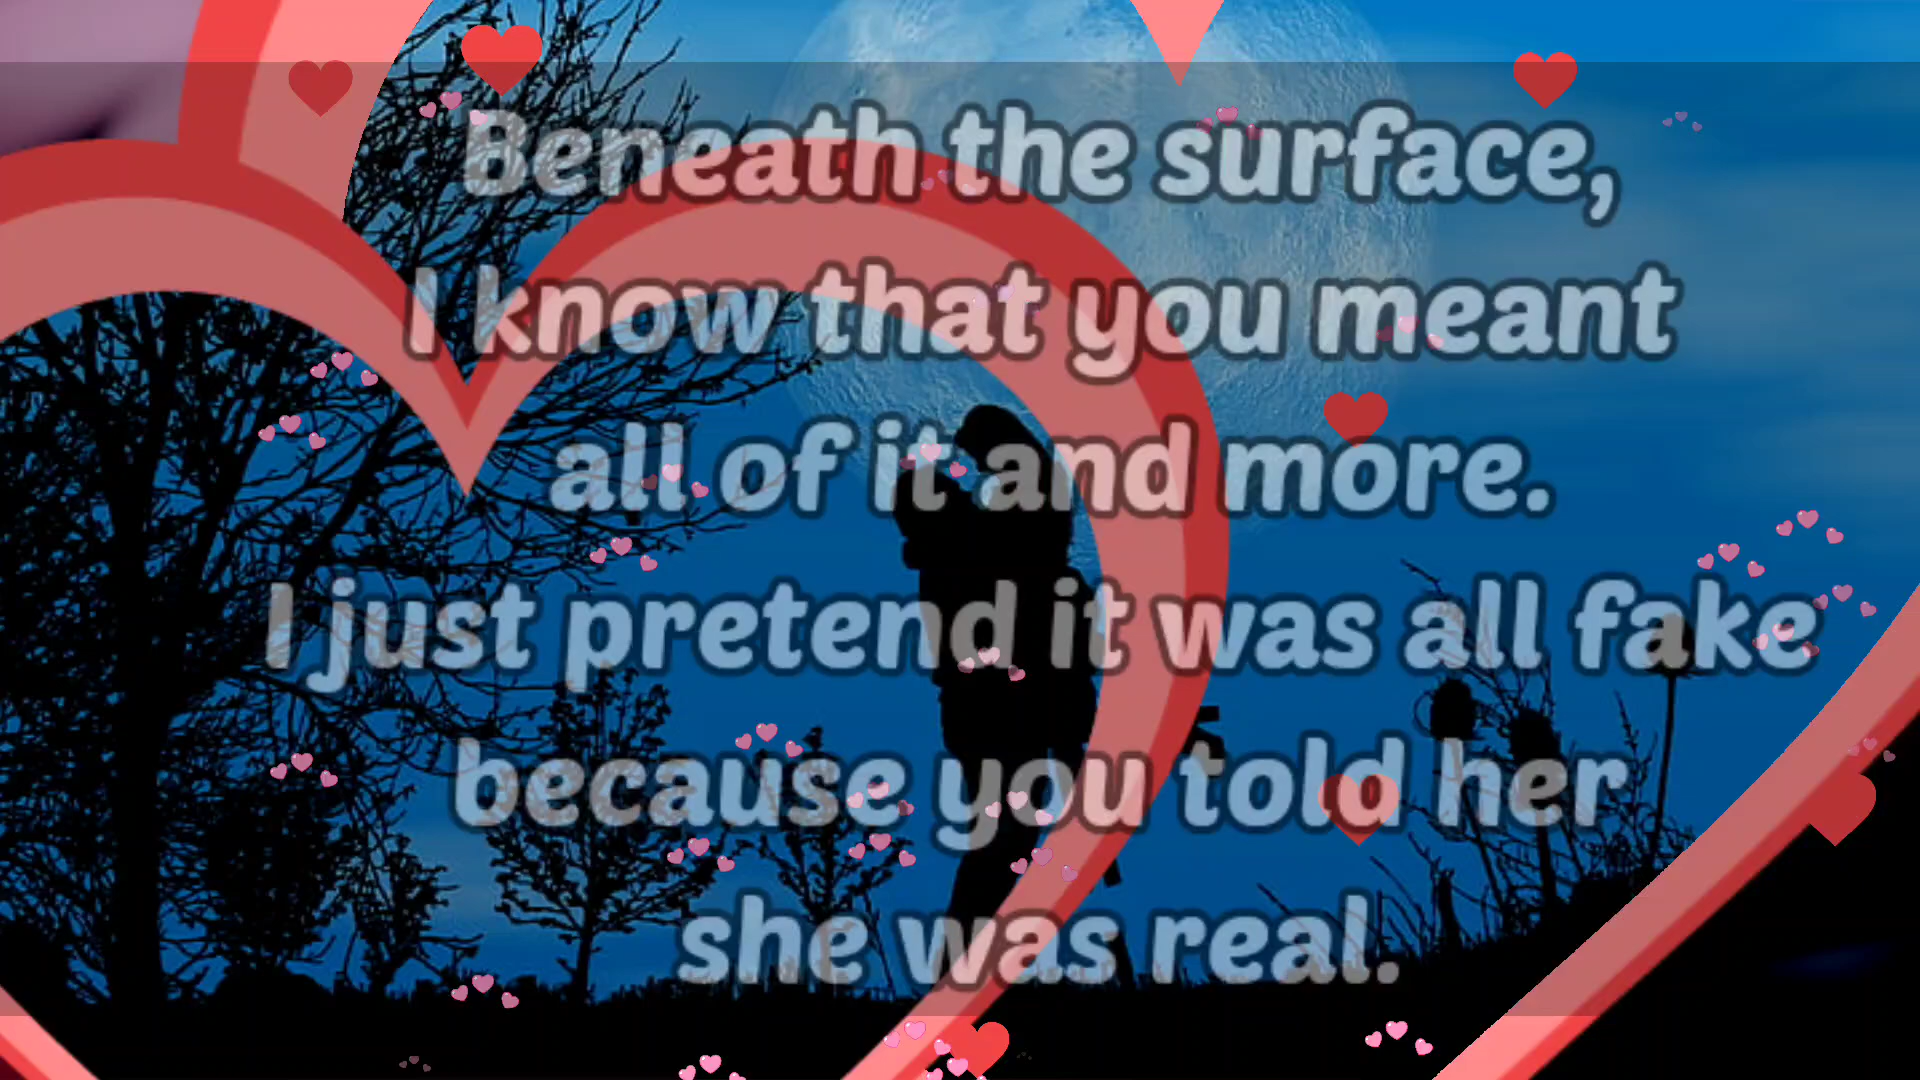 Beneath the surface,
I know that you meant
all of it and more.
I just pretend it was all fake
because you told her
she was real.